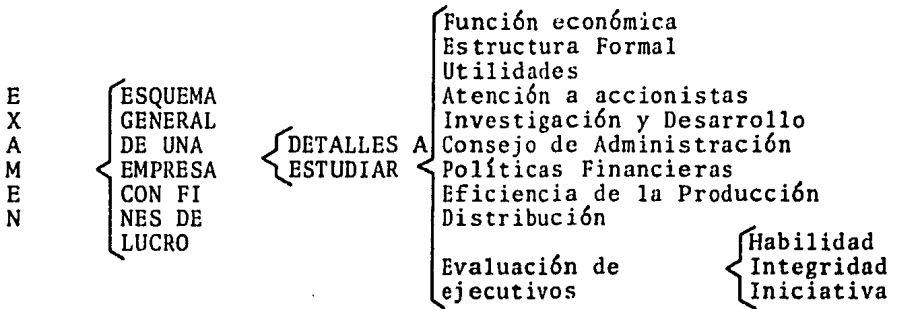 EXAMEN
ESQUEMA
GENERAL
DE UNA
EMPRESA
CON FI
NES DE
LUCRO
DETALLES A
ESTUDIAR
Función económica
Estructura Formal
Utilidades
Atención a accionistas
Investigación y Desarrollo
Consejo de Administración
Políticas Financieras
Eficiencia de la Producción
Distribución
Evaluación de
ejecutivos
Habilidad
Integridad
Iniciativa